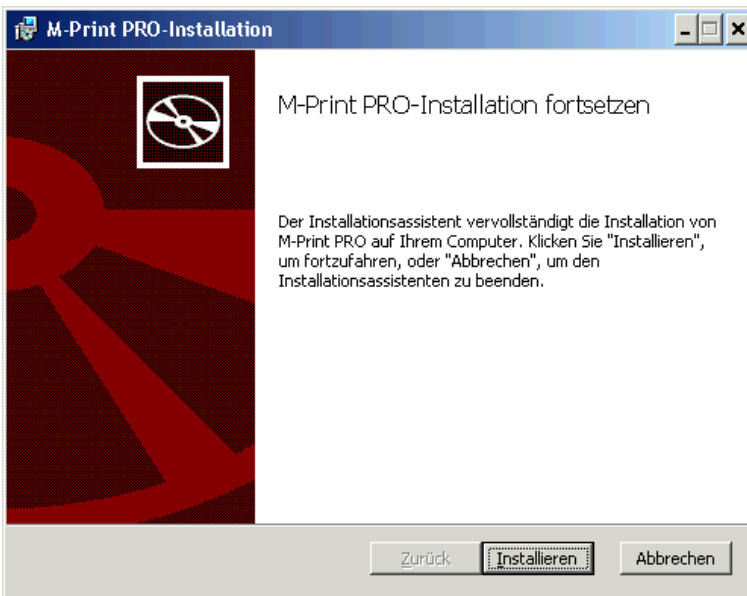 M-Print PRO-Installation
M-Print PRO-Installation fortsetzen
Der Installationsassistent vervollständigt die Installation von
M-Print PRO auf Ihrem Computer. Klicken Sie "Installieren",
um fortzufahren, oder "Abbrechen", um den
Installationsassistenten zu beenden.
Zurück Installieren Abbrechen